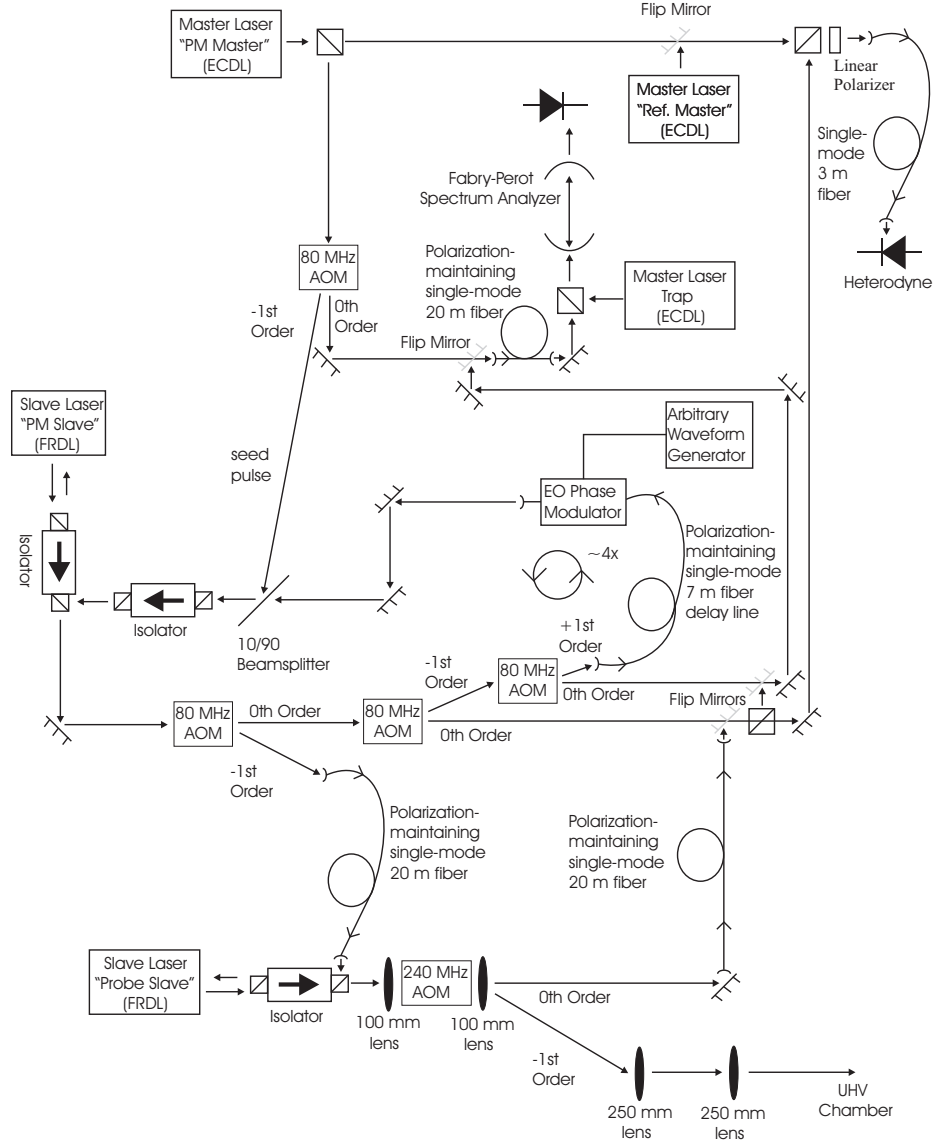 Master Laser
"PM Master"
(ECDL)
Flip Mirror
Master Laser
"Ref. Master"
(ECDL)
Linear
Polarizer
Single-
mode
3 m
fiber
Heterodyne
Fabry-Perot
Spectrum Analyzer
80 MHz
AOM
-1st
Order
0th
Order
Polarization-
maintaining
single-mode
20 m fiber
Master Laser
Trap
(ECDL)
Flip Mirror
Slave Laser
"PM Slave"
(FRDL)
seed
pulse
Arbitrary
Waveform
Generator
EO Phase
Modulator
Polarization-
maintaining
single-mode
7 m fiber
delay line
~4x
Isolator
Isolator
10/90
Beamsplitter
+1st
Order
-1st
Order
80 MHz
AOM
0th Order
Flip Mirrors
80 MHz
AOM
0th Order
80 MHz
AOM
0th Order
-1st
Order
Polarization-
maintaining
single-mode
20 m fiber
Polarization-
maintaining
single-mode
20 m fiber
Slave Laser
"Probe Slave"
(FRDL)
Isolator
240 MHz
AOM
100 mm
lens
100 mm
lens
0th Order
-1st
Order
250 mm
lens
250 mm
lens
UHV
Chamber